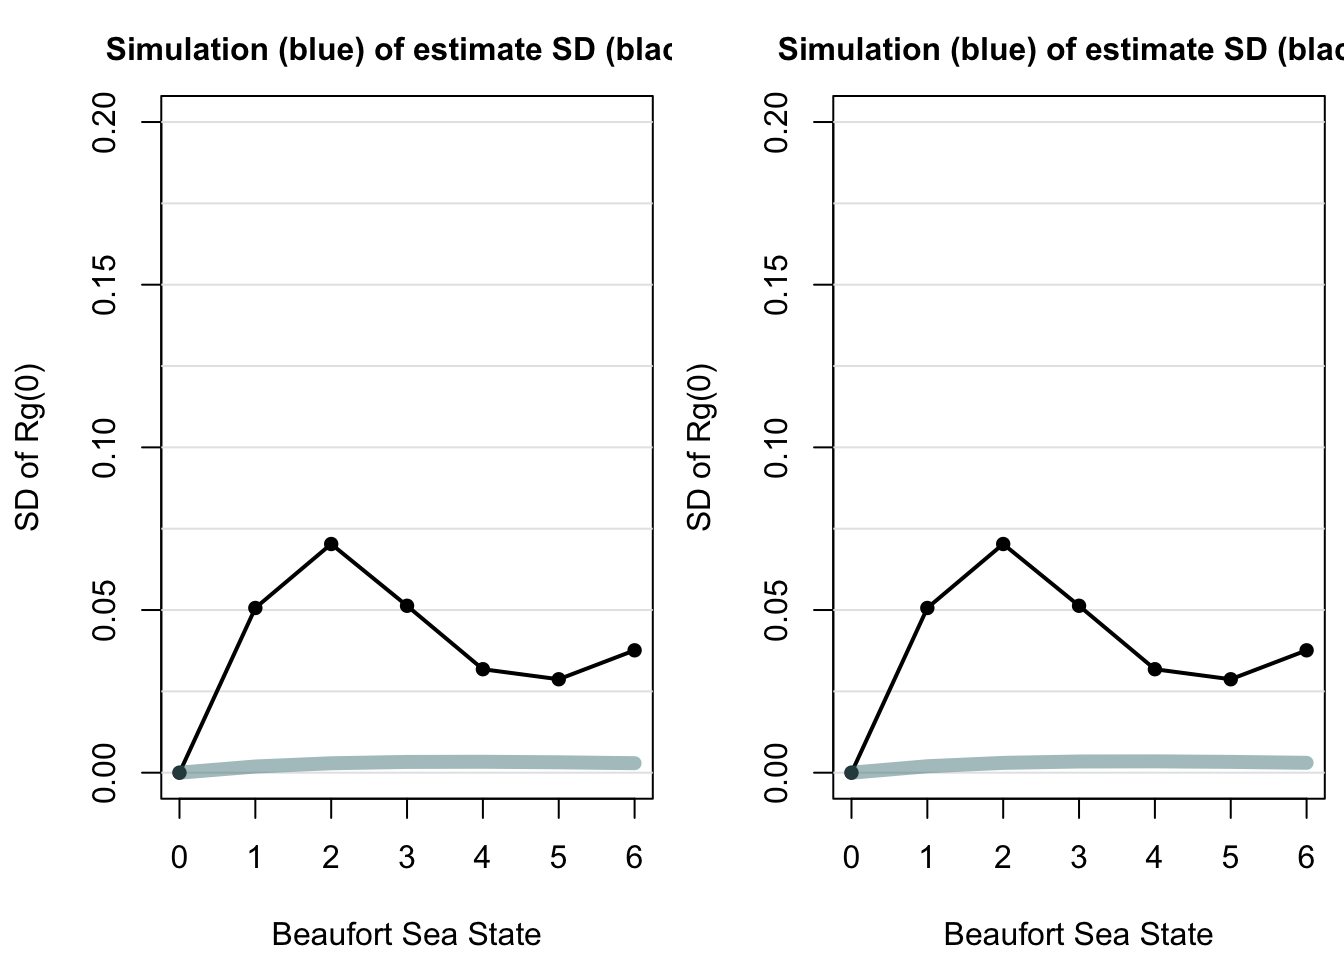 Simulation (blue) of estimate SD (blac
0.20
0.15
0.10
0.05
0.00
SD of Rg(0)
0 1 2 3 4 5 6
Beaufort Sea State
Simulation (blue) of estimate SD (blac
0.20
0.15
0.10
0.05
0.00
SD of Rg(0)
0 1 2 3 4 5 6
Beaufort Sea State